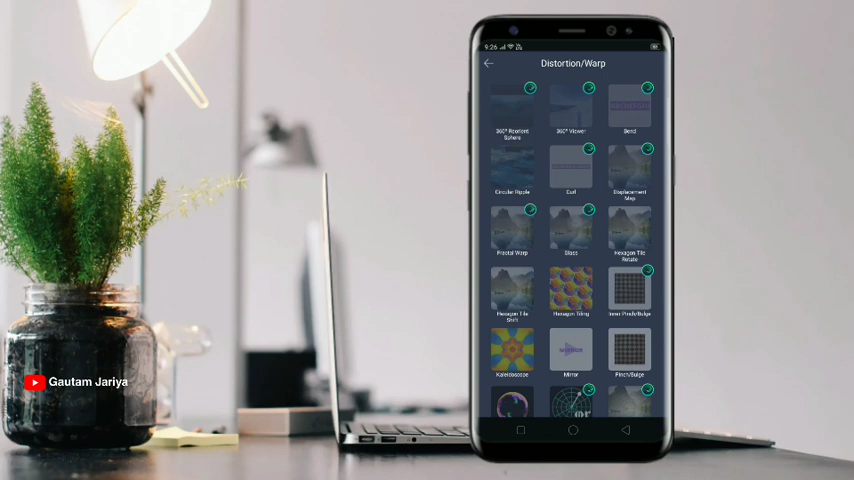 9:26
Distortion/Warp
360° Reorient
Sphere
360° Viewer
Bend
Circular Ripple
Curl
Displacement
Map
Fractal Warp
Glass
Hexagon Tile
Rotate
Hexagon Tile
Shift
Hexagon Tiling
Inner Pinch/Bulge
Kaleidoscope
Mirror
Pinch/Bulge
Gautam Jariya